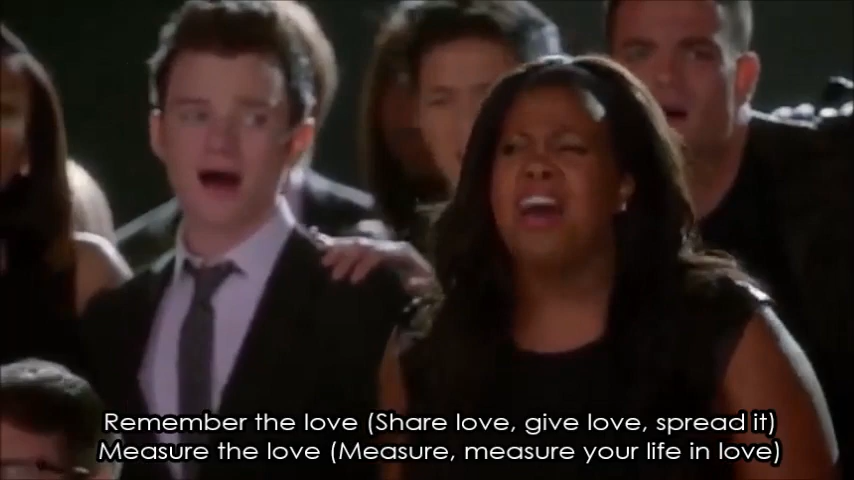 Remember the love (Share love, give love, spread it)
Measure the love (Measure, measure your life in love)